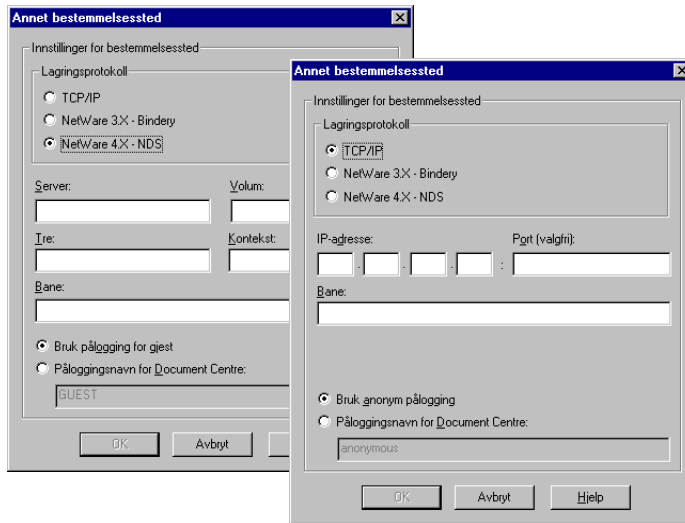 Annet bestemmelsessted
Innstillinger for bestemmelsessted
Lagringsprotokoll
TCP/IP
NetWare 3.X - Bindery
NetWare 4.X - NDS
Server:
Volum:
Tre:
Kontekst:
Bane:
Bruk pålogging for gjest
Påloggingsnavn for Document Centre:
GUEST
OK
Avbryt
Annet bestemmelsessted
Innstillinger for bestemmelsessted
Lagringsprotokoll
TCP/IP
NetWare 3.X - Bindery
NetWare 4.X - NDS
IP-adresse:
Port (valgfri):
. . . :
Bane:
Bruk anonym pålogging
Påloggingsnavn for Document Centre:
anonymous
OK
Avbryt
Hjelp